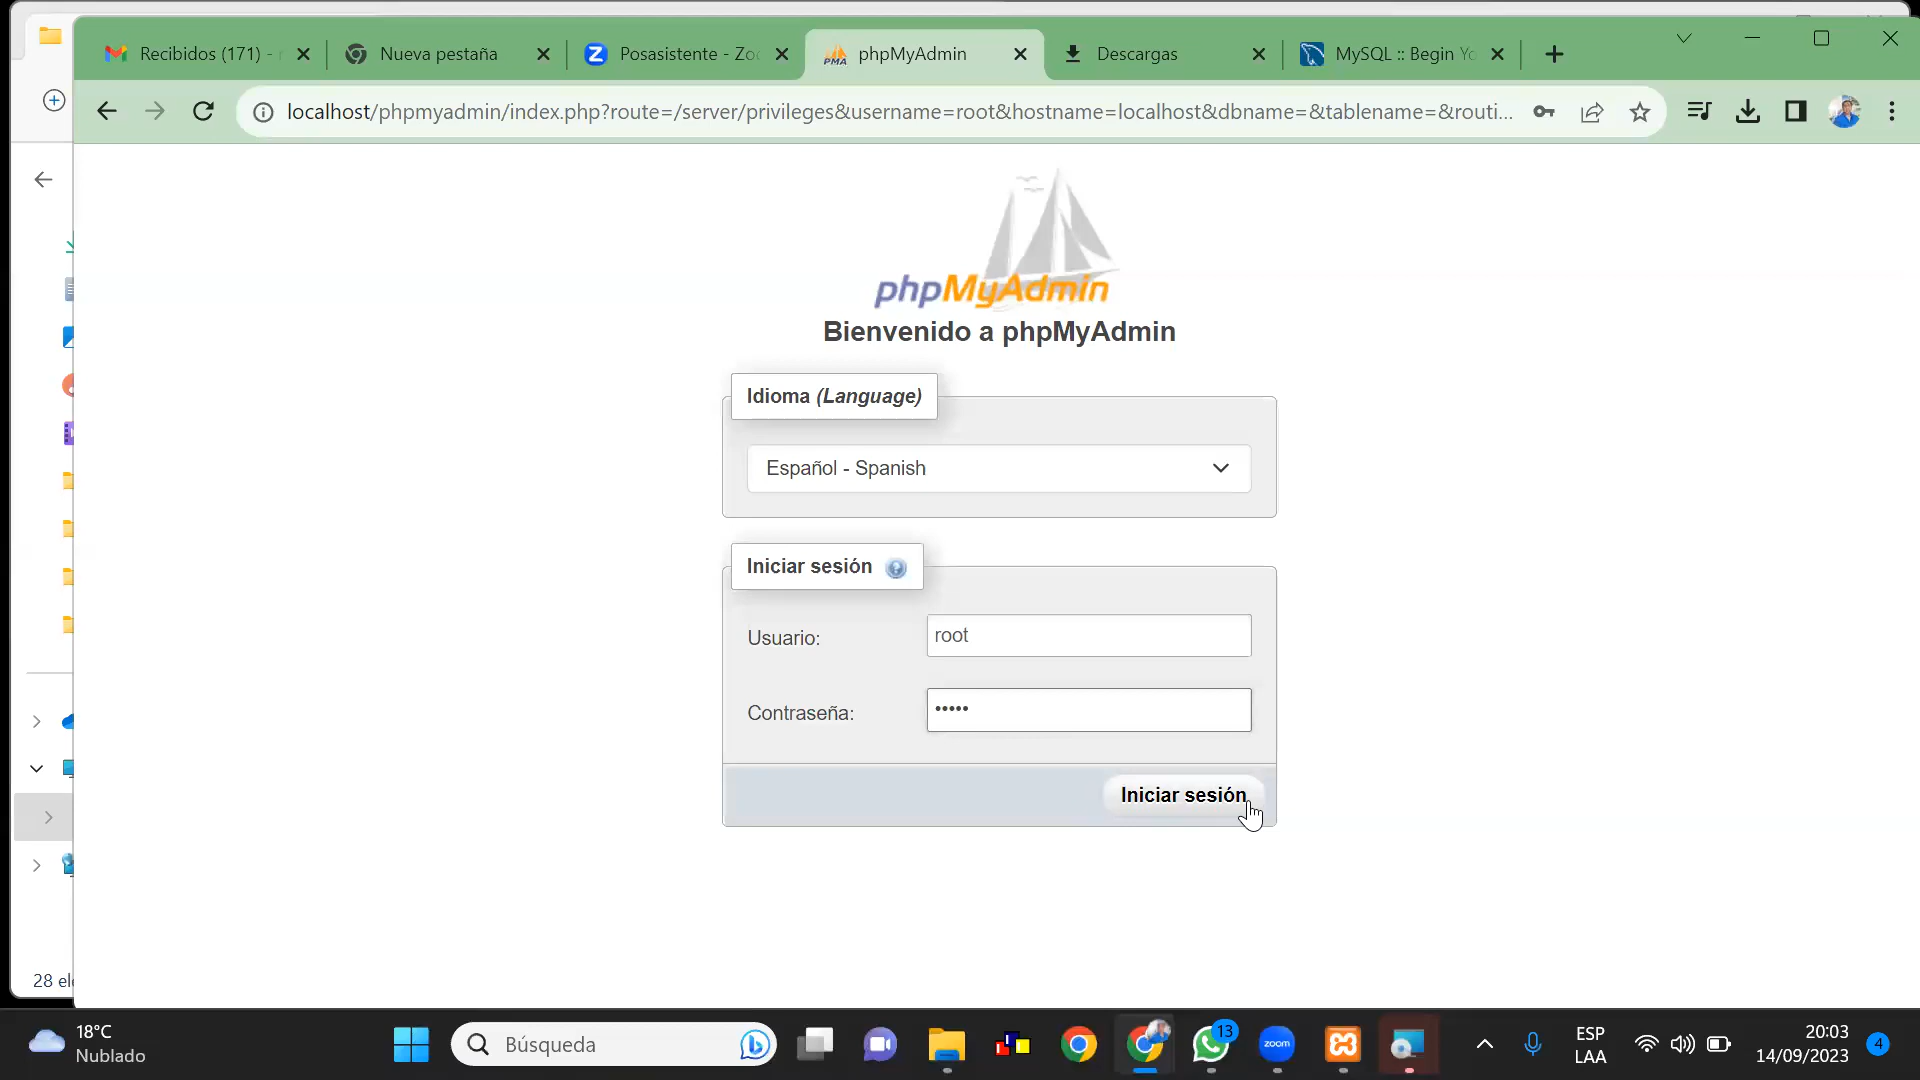 Recibidos (171) -
Nueva pestaña
Posasistente - Zo
phpMyAdmin
Descargas
MySQL :: Begin Yo
localhost/phpmyadmin/index.php?route=/server/privileges&username=root&hostname=localhost&dbname=&tablename=&routi...
phpMyAdmin
Bienvenido a phpMyAdmin
Idioma (Language)
Español - Spanish
Iniciar sesión
Usuario:
root
Contraseña:
•••••
Iniciar sesión
28 ele
18°C
Nublado
Búsqueda
13
zoom
ESP
LAA
20:03
14/09/2023
4